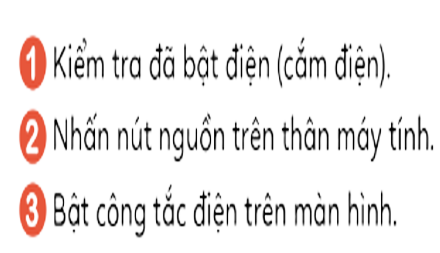 1 Kiểm tra đã bật điện (cắm điện).
2 Nhấn nút nguồn trên thân máy tính.
3 Bật công tắc điện trên màn hình.